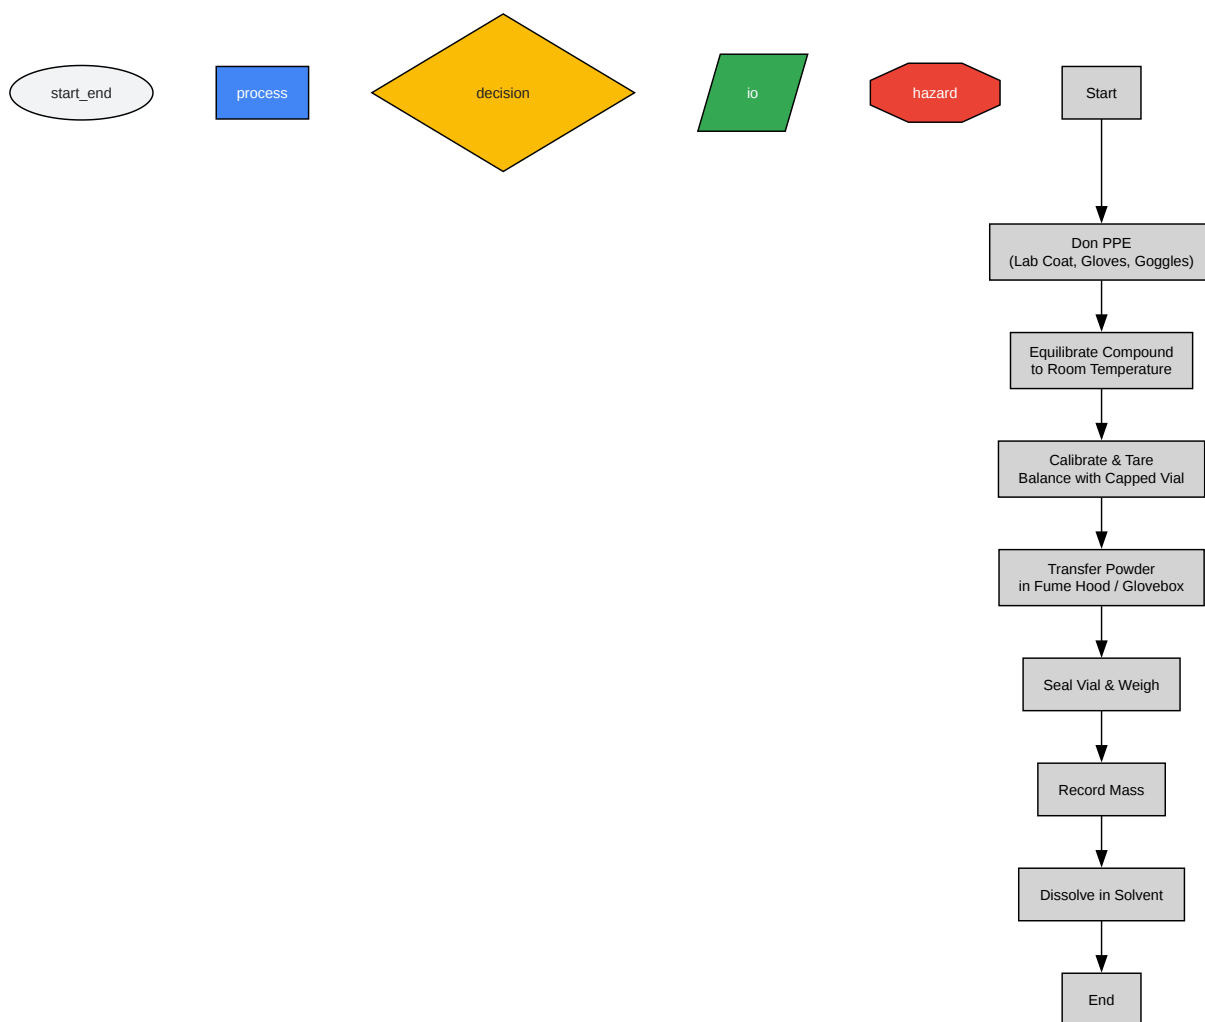 start_end
process
decision
io
hazard
Start
Don PPE
(Lab Coat, Gloves, Goggles)
Equilibrate Compound
to Room Temperature
Calibrate & Tare
Balance with Capped Vial
Transfer Powder
in Fume Hood / Glovebox
Seal Vial & Weigh
Record Mass
Dissolve in Solvent
End